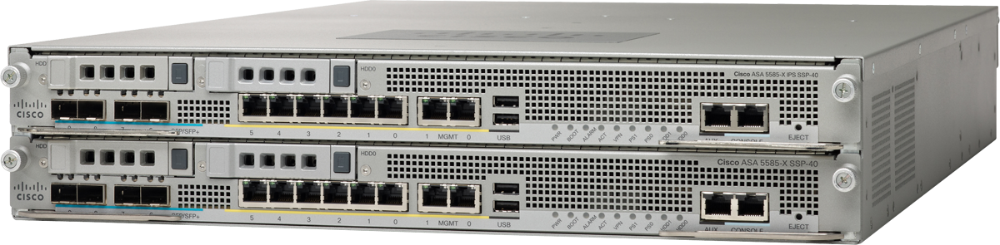 HDD
HDD0
Cisco ASA 5585-X IPS SSP-40
CISCO
SFP/SFP+
5 4 3 2 1 0 1 MGMT 0 USB
PWR BOOT ALARM ACT VPN PS1 PS0 HDD1 HDD0
AUX CONSOLE EJECT
HDD
HDD0
Cisco ASA 5585-X SSP-40
CISCO
SFP/SFP+
5 4 3 2 1 0 1 MGMT 0 USB
PWR BOOT ALARM ACT VPN PS1 PS0 HDD1 HDD0
AUX CONSOLE EJECT